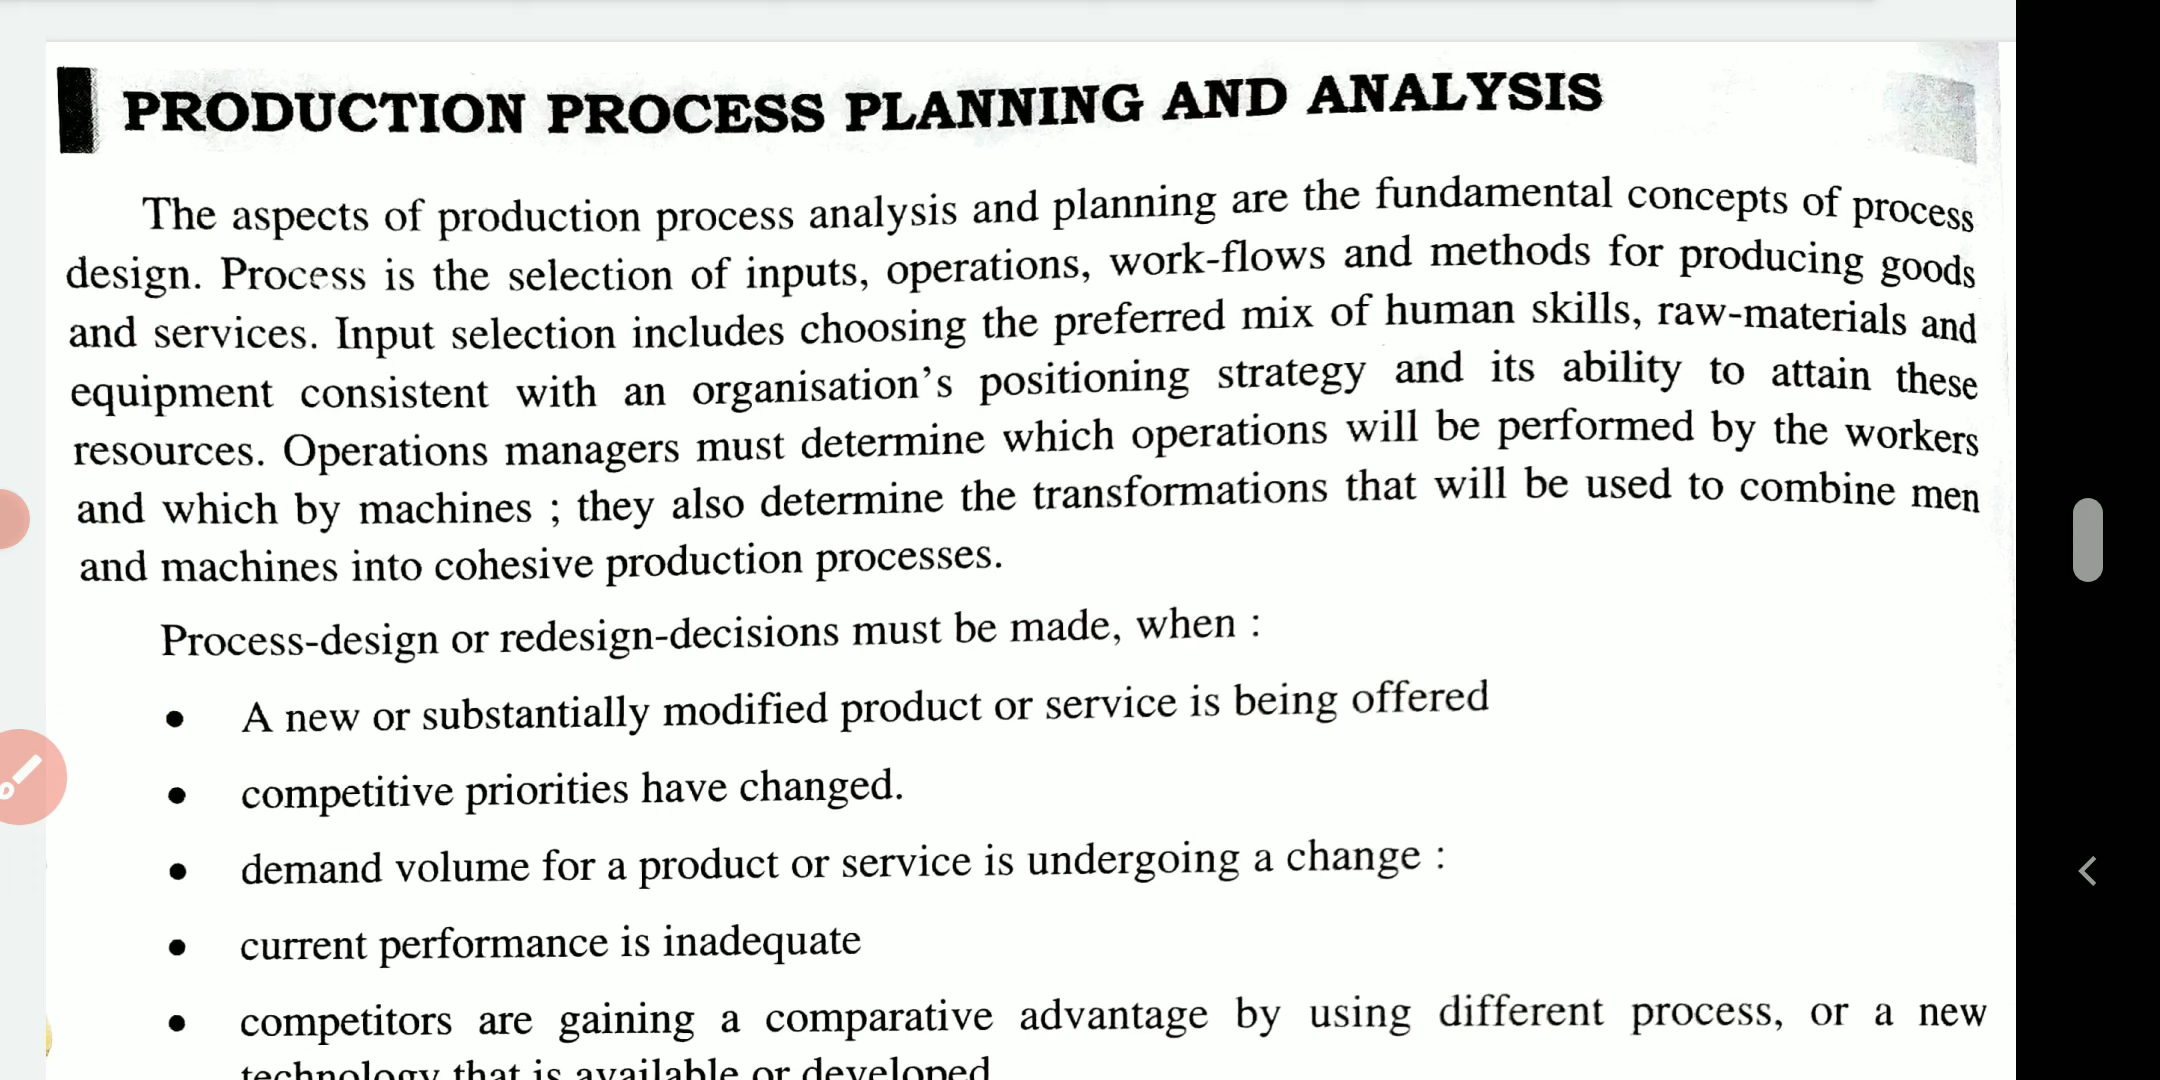 PRODUCTION PROCESS PLANNING AND ANALYSIS
The aspects of production process analysis and planning are the fundamental concepts of process
design. Process is the selection of inputs, operations, work-flows and methods for producing goods
and services. Input selection includes choosing the preferred mix of human skills, raw-materials and
equipment consistent with an organisation's positioning strategy and its ability to attain these
resources. Operations managers must determine which operations will be performed by the workers
and which by machines ; they also determine the transformations that will be used to combine men
and machines into cohesive production processes.
Process-design or redesign-decisions must be made, when :
• A new or substantially modified product or service is being offered
• competitive priorities have changed.
• demand volume for a product or service is undergoing a change :
• current performance is inadequate
• competitors are gaining a comparative advantage by using different process, or a new
technology that is available or developed